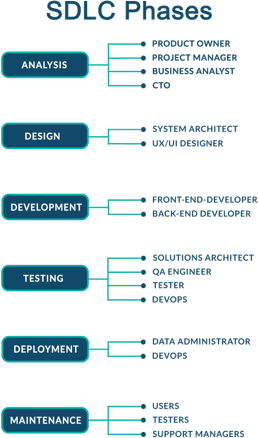 SDLC Phases
ANALYSIS
PRODUCT OWNER
PROJECT MANAGER
BUSINESS ANALYST
CTO
DESIGN
SYSTEM ARCHITECT
UX/UI DESIGNER
DEVELOPMENT
FRONT-END-DEVELOPER
BACK-END DEVELOPER
TESTING
SOLUTIONS ARCHITECT
QA ENGINEER
TESTER
DEVOPS
DEPLOYMENT
DATA ADMINISTRATOR
DEVOPS
MAINTENANCE
USERS
TESTERS
SUPPORT MANAGERS